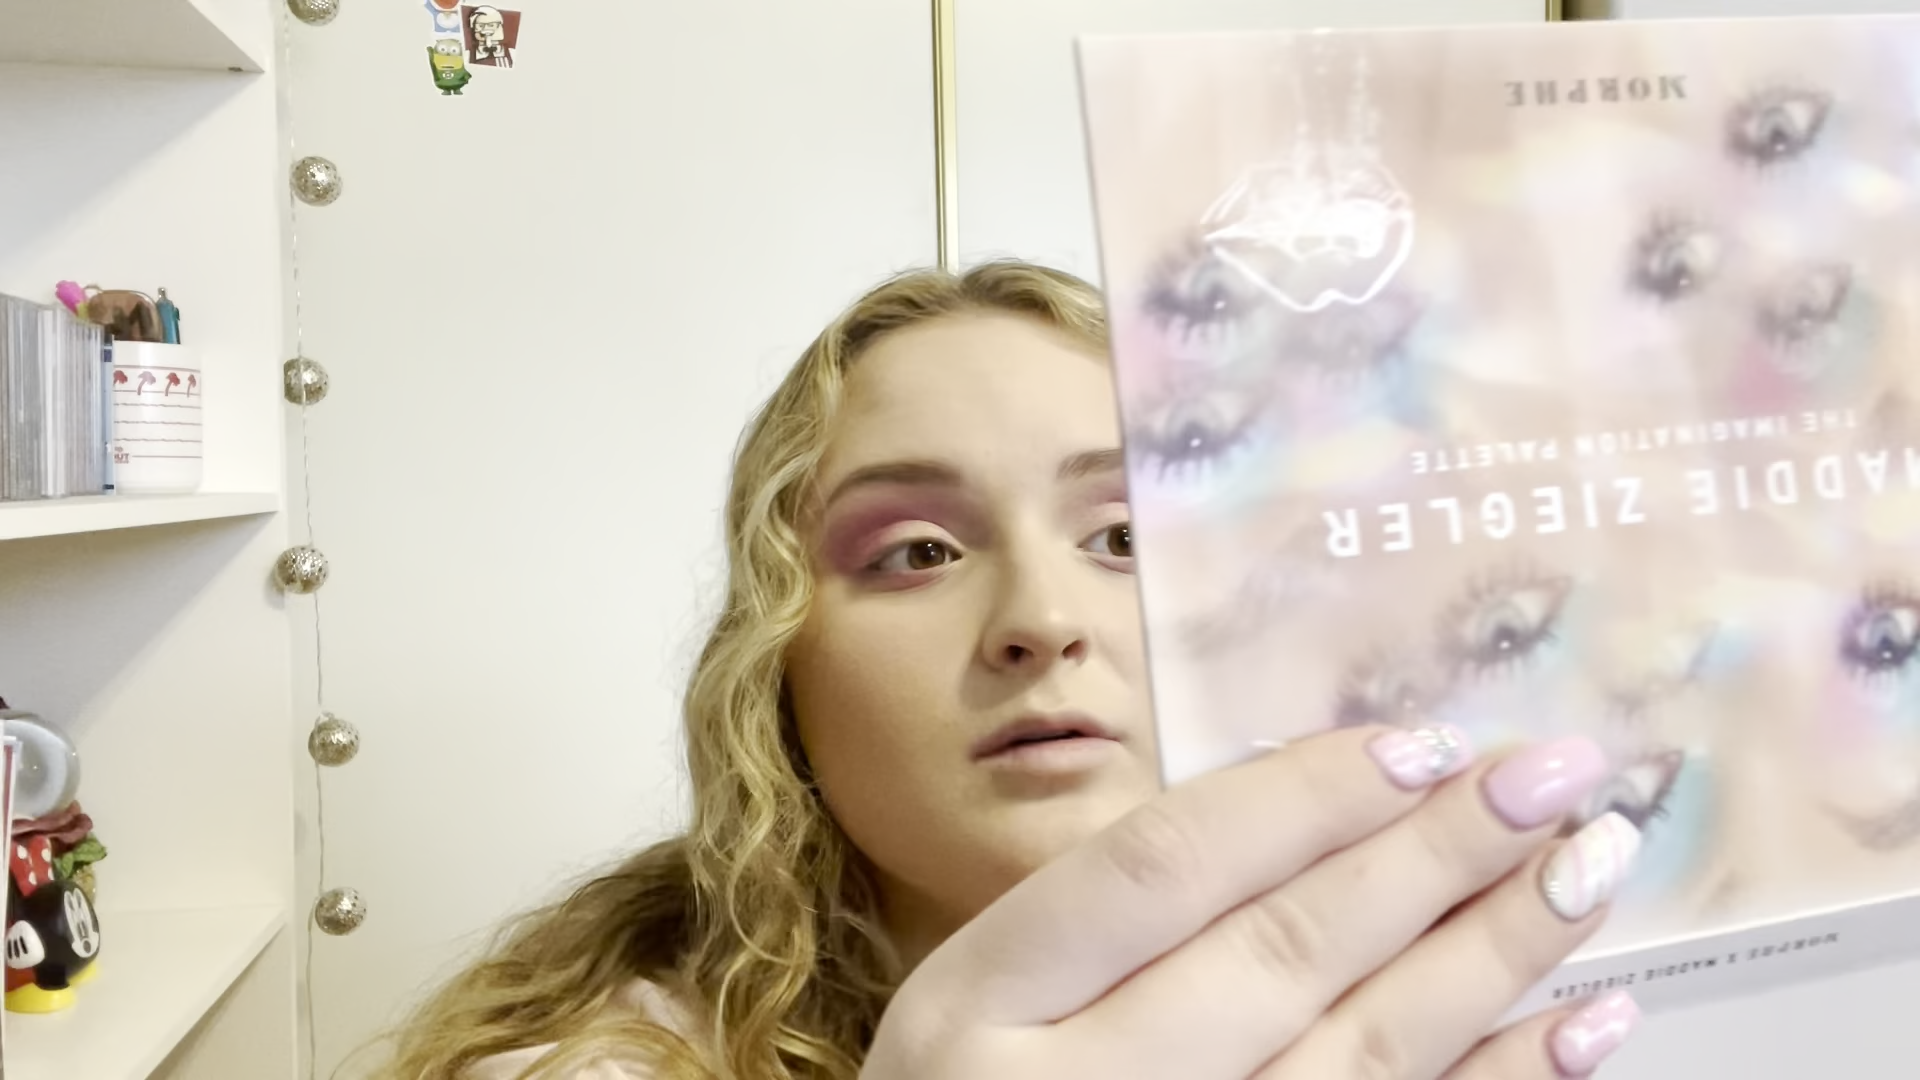 MORPHE
MADDIE ZIEGLER
THE IMAGINATION PALETTE
MORPHE X MADDIE ZIEGLER